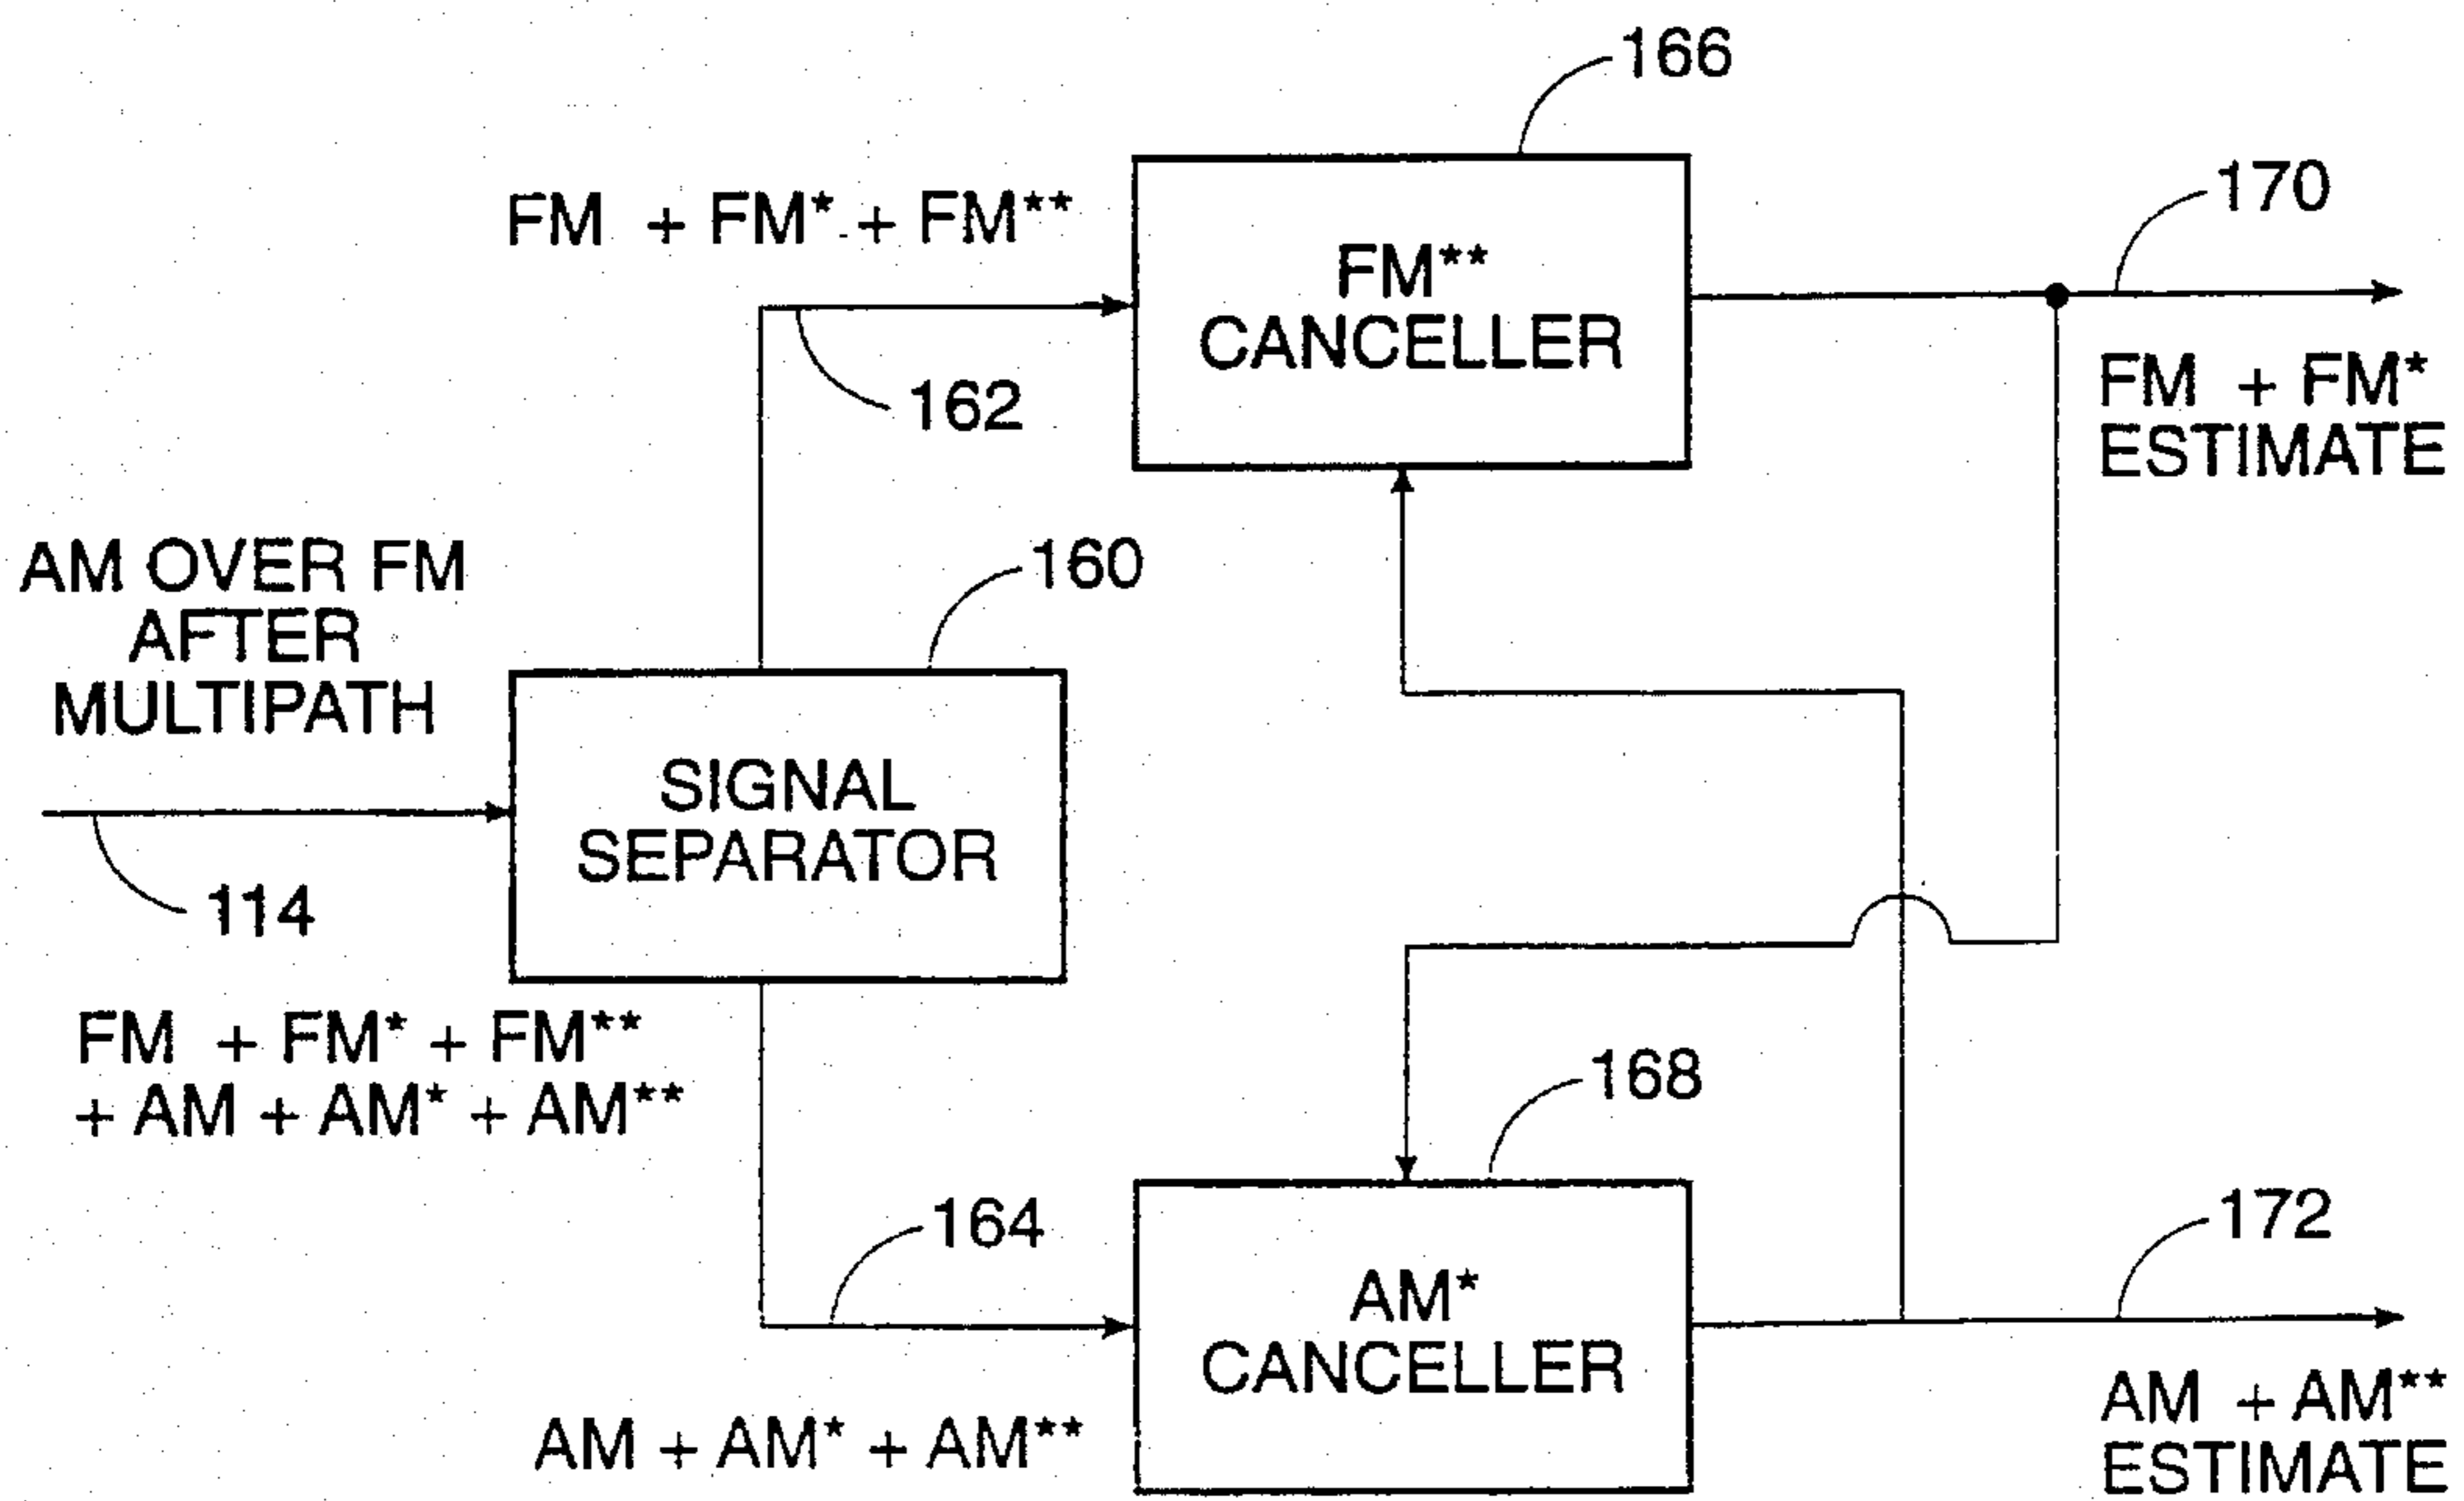 166
170
FM + FM* + FM**
FM**
CANCELLER
162
FM + FM*
ESTIMATE
AM OVER FM
AFTER
MULTIPATH
160
SIGNAL
SEPARATOR
114
FM + FM* + FM**
+ AM + AM* + AM**
168
164
172
AM*
CANCELLER
AM + AM* + AM**
AM + AM**
ESTIMATE